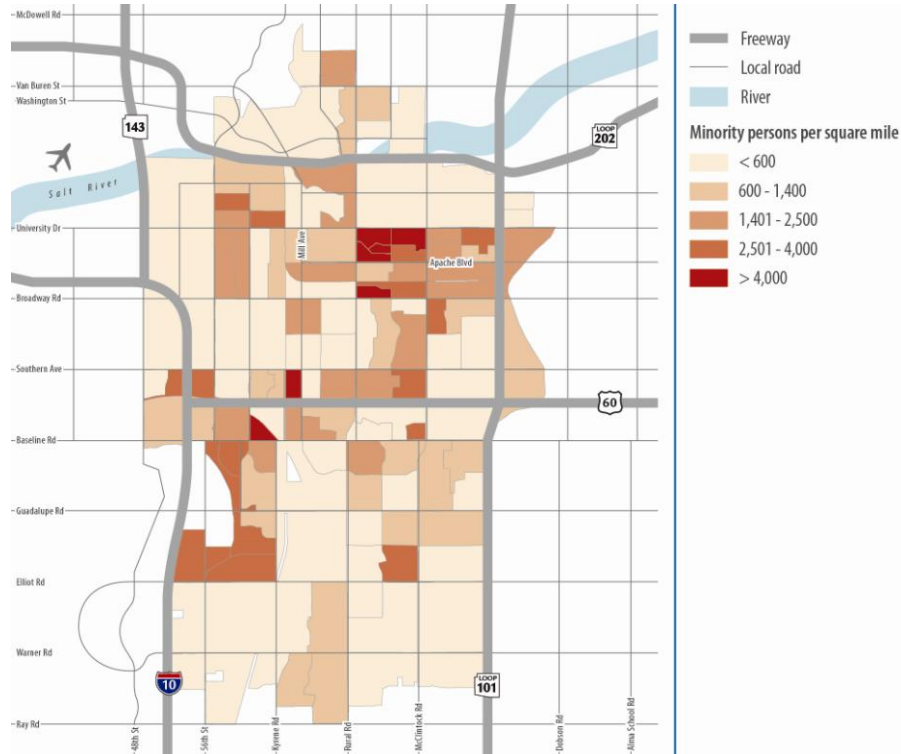 McDowell Rd
Van Buren St
Washington St
143
LOOP
202
Salt River
University Dr
Mill Ave
Apache Blvd
Broadway Rd
Southern Ave
60
Baseline Rd
Guadalupe Rd
Elliot Rd
Warner Rd
10
LOOP
101
Ray Rd
48th St
56th St
Kyrene Rd
Rural Rd
McClintock Rd
Dobson Rd
Alma School Rd
Freeway
Local road
River
Minority persons per square mile
< 600
600 - 1,400
1,401 - 2,500
2,501 - 4,000
> 4,000